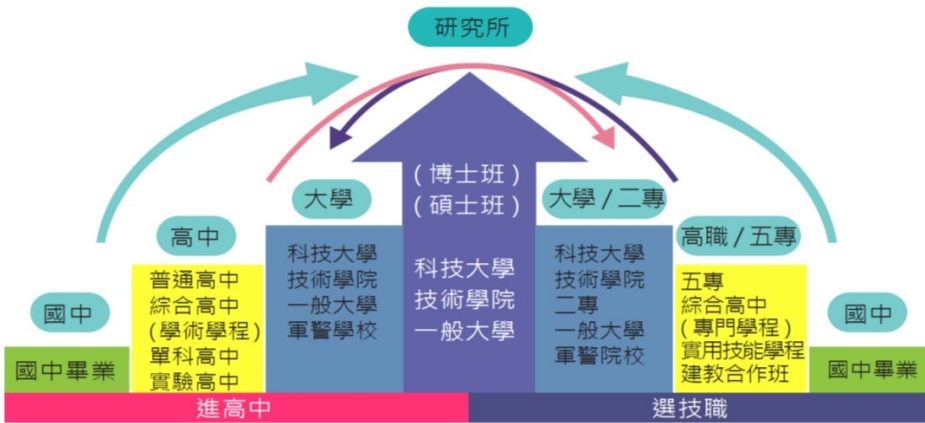 研究所
大學
高中
國中
國中畢業
普通高中
綜合高中
(學術學程)
單科高中
實驗高中
科技大學
技術學院
一般大學
軍警學校
(博士班)
(碩士班)
科技大學
技術學院
一般大學
大學/二專
科技大學
技術學院
二專
一般大學
軍警院校
高職/五專
五專
綜合高中
(專門學程)
實用技能學程
建教合作班
國中
國中畢業
進高中
選技職